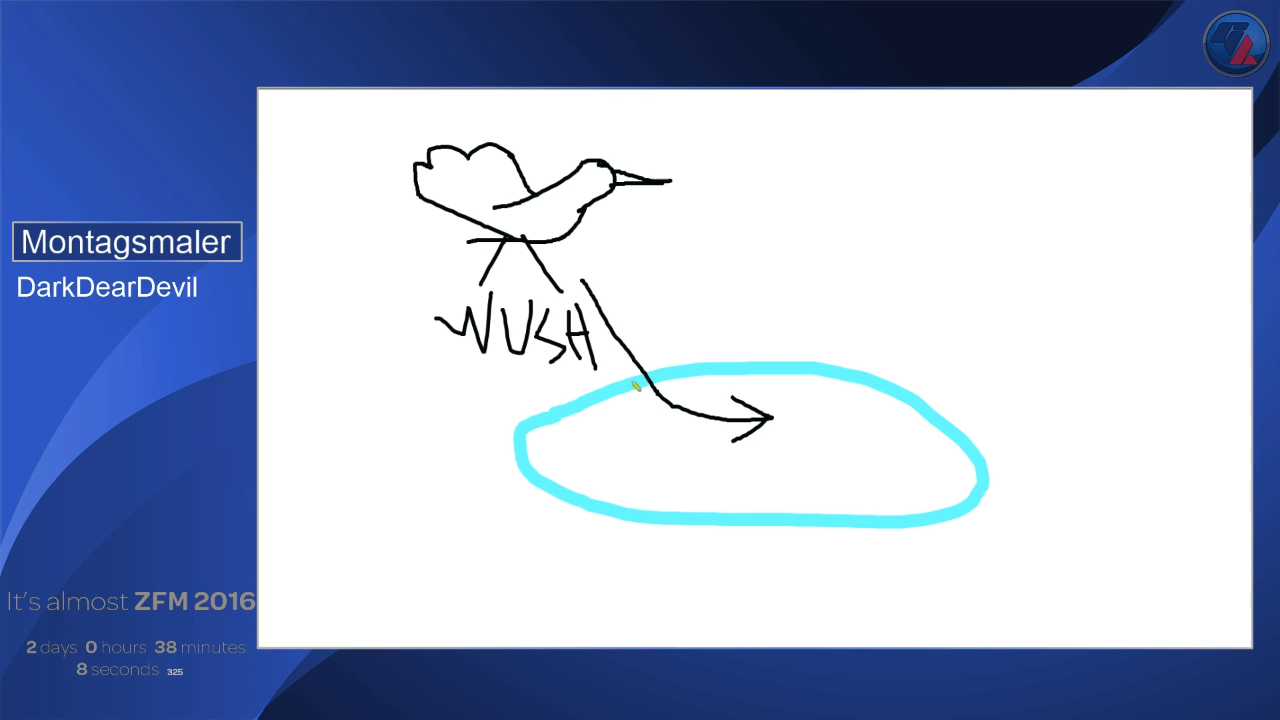 Montagsmaler
DarkDearDevil
WUSH
It's almost ZFM 2016
2 days 0 hours 38 minutes
8 seconds 325